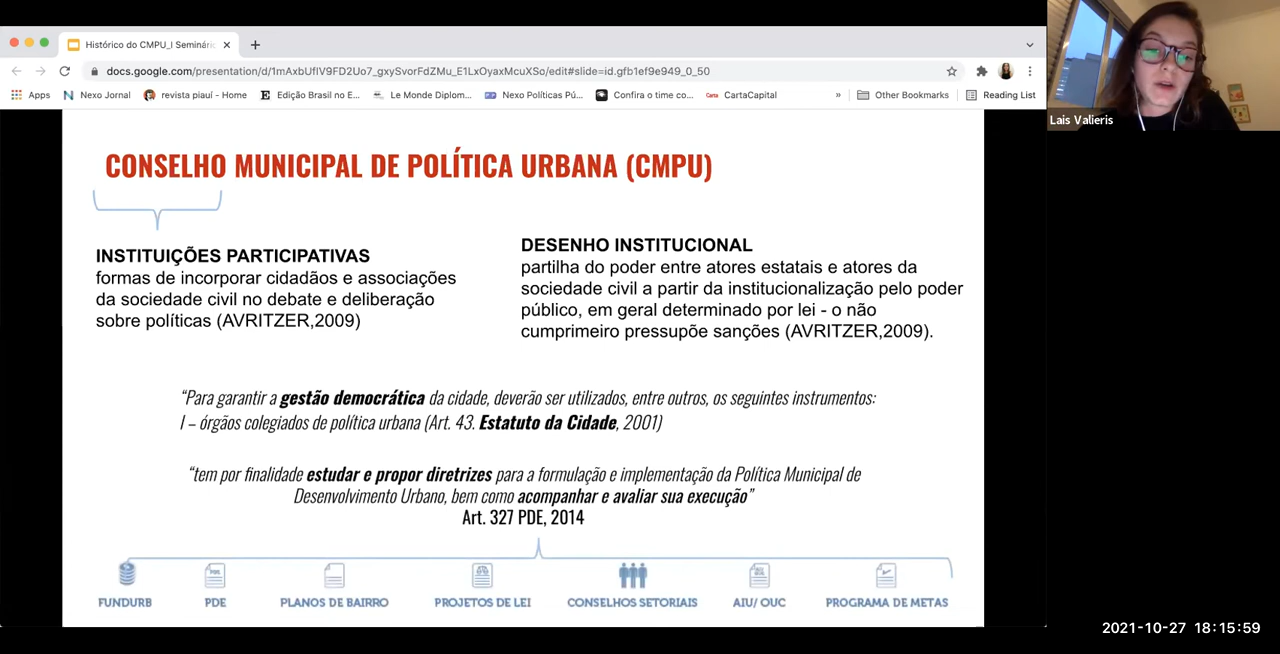 Histórico do CMPU_I Seminário
docs.google.com/presentation/d/1mAxbUflV9FD2Uo7_gxySvorFdZMu_E1LxOyaxMcuXSo/edit#slide=id.gfb1ef9e949_0_50
Apps Nexo Jornal revista piauí - Home Edição Brasil no E... Le Monde Diplom... Nexo Políticas Pú... Confira o time co... Carta CartaCapital » Other Bookmarks Reading List
Lais Valieris
CONSELHO MUNICIPAL DE POLÍTICA URBANA (CMPU)
INSTITUIÇÕES PARTICIPATIVAS
formas de incorporar cidadãos e associações
da sociedade civil no debate e deliberação
sobre políticas (AVRITZER,2009)
DESENHO INSTITUCIONAL
partilha do poder entre atores estatais e atores da
sociedade civil a partir da institucionalização pelo poder
público, em geral determinado por lei - o não
cumprimeiro pressupõe sanções (AVRITZER,2009).
“Para garantir a gestão democrática da cidade, deverão ser utilizados, entre outros, os seguintes instrumentos:
I – órgãos colegiados de política urbana (Art. 43. Estatuto da Cidade, 2001)
“tem por finalidade estudar e propor diretrizes para a formulação e implementação da Política Municipal de
Desenvolvimento Urbano, bem como acompanhar e avaliar sua execução”
Art. 327 PDE, 2014
FUNDURB PDE PLANOS DE BAIRRO PROJETOS DE LEI CONSELHOS SETORIAIS AIU/ OUC PROGRAMA DE METAS
2021-10-27 18:15:59